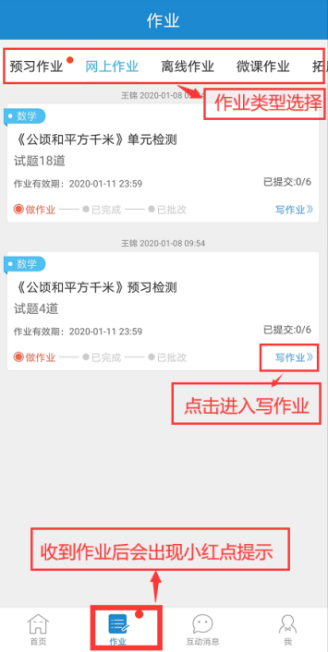 作业
预习作业 网上作业 离线作业 微课作业
王锦 2020-01-08
作业类型选择
数学
《公顷和平方千米》单元检测
试题18道
作业有效期：2020-01-11 23:59
已提交:0/6
做作业 已完成 已批改 写作业》
王锦 2020-01-08 09:54
数学
《公顷和平方千米》预习检测
试题4道
作业有效期：2020-01-11 23:59
已提交:0/6
做作业 已完成 已批改 写作业》
点击进入写作业
收到作业后会出现小红点提示
首页 作业 互动消息 我